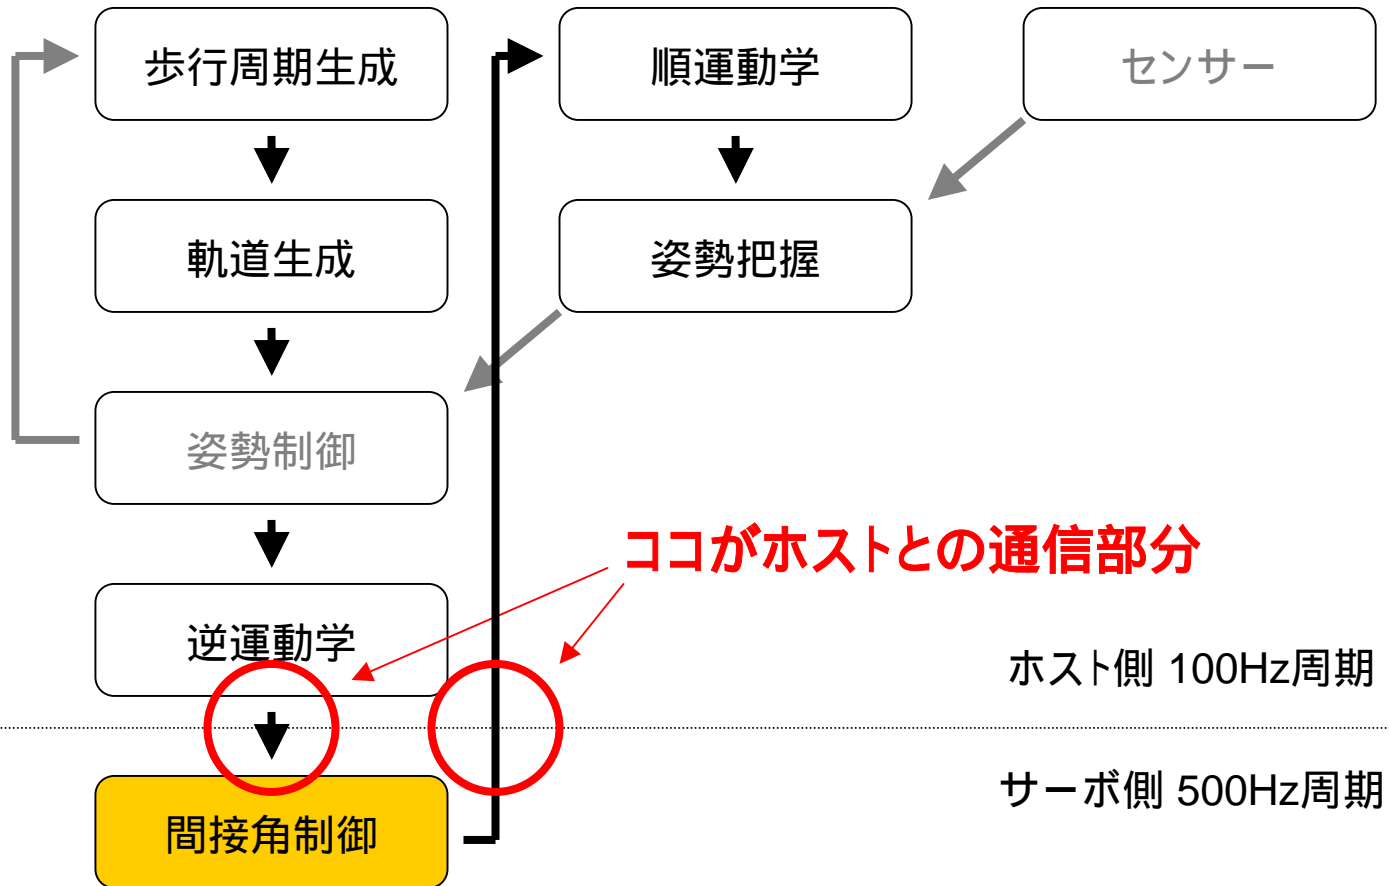 歩行周期生成
順運動学
センサー
軌道生成
姿勢把握
姿勢制御
ココがホストとの通信部分
逆運動学
ホスト側 100Hz周期
サーボ側 500Hz周期
間接角制御